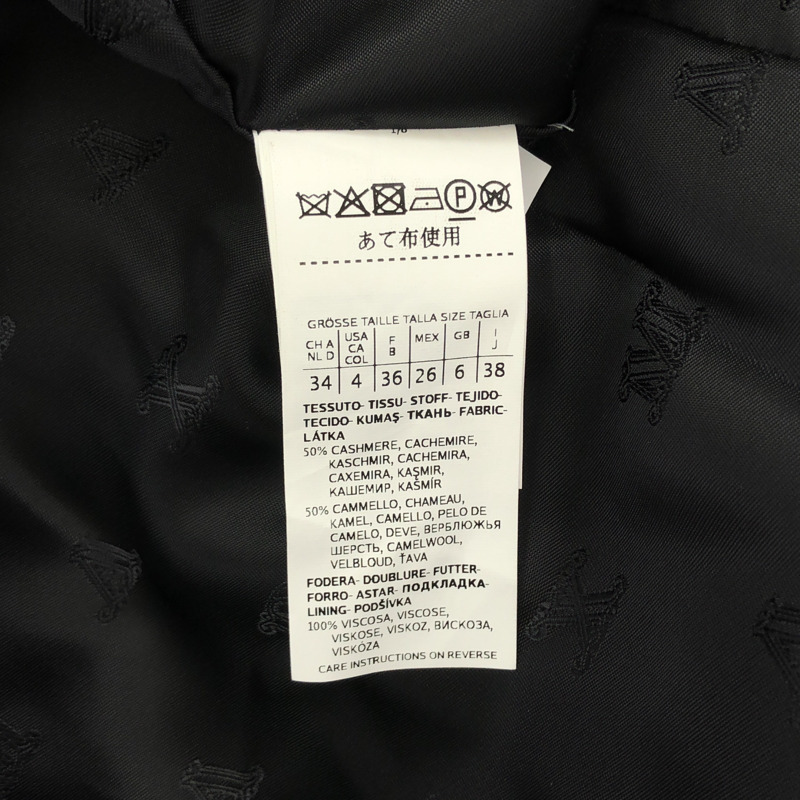 1/8
P W
あて布使用
GRÖSSE TAILLE TALLA SIZE TAGLIA
CH A NL D USA CA COL F B MEX GB I J
34 4 36 26 6 38
TESSUTO- TISSU- STOFF- TEJIDO-
TECIDO- KUMAŞ- ТКАНЬ- FABRIC-
LÁTKA
50% CASHMERE, CACHEMIRE,
KASCHMIR, CACHEMIRA,
CAXEMIRA, KAŞMIR,
КАШЕМИР, KAŠMÍR
50% CAMMELLO, CHAMEAU,
KAMEL, CAMELLO, PELO DE
CAMELO, DEVE, ВЕРБЛЮЖЬЯ
ШЕРСТЬ, CAMELWOOL,
VELBLOUD, ŤAVA
FODERA- DOUBLURE- FUTTER-
FORRO- ASTAR- ПОДКЛАДКА-
LINING- PODŠÍVKA
100% VISCOSA, VISCOSE,
VISKOSE, VISKOZ, ВИСКОЗА,
VISKÓZA
CARE INSTRUCTIONS ON REVERSE